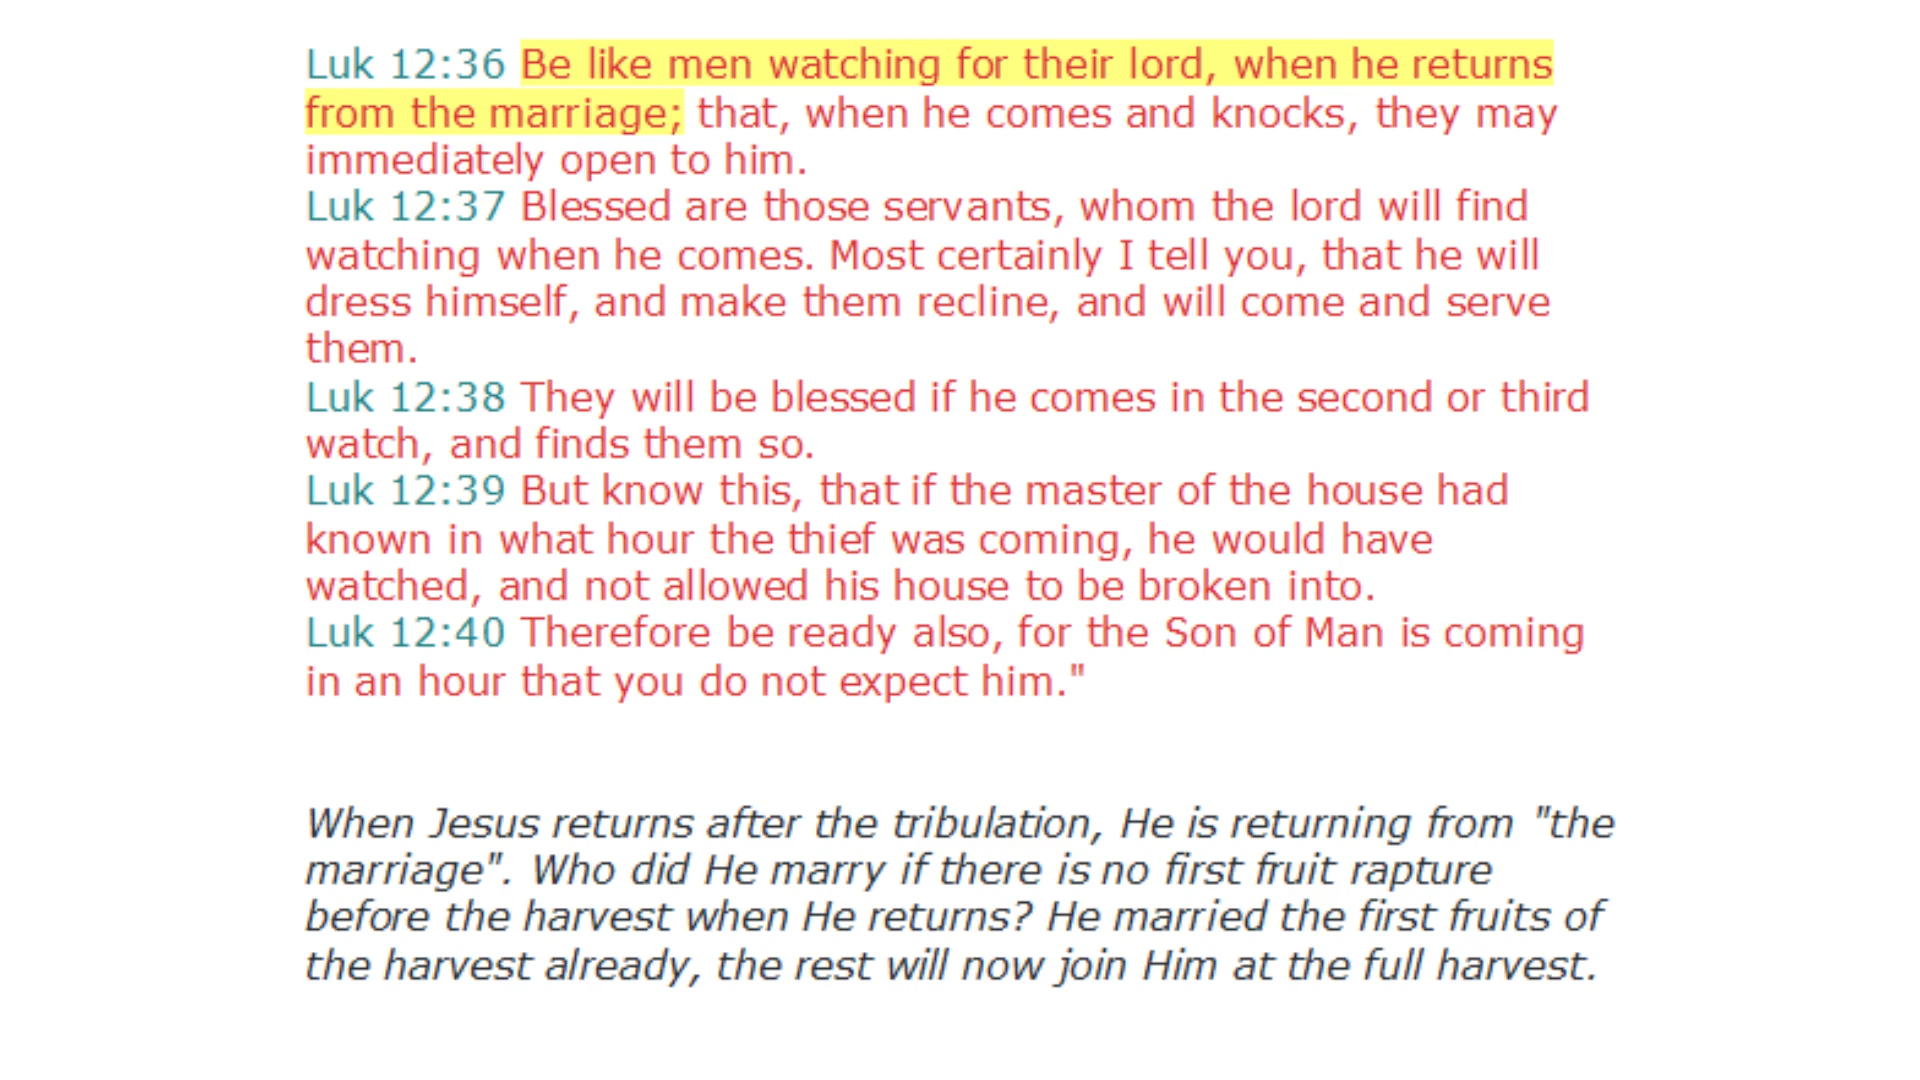 Luk 12:36 Be like men watching for their lord, when he returns
from the marriage; that, when he comes and knocks, they may
immediately open to him.
Luk 12:37 Blessed are those servants, whom the lord will find
watching when he comes. Most certainly I tell you, that he will
dress himself, and make them recline, and will come and serve
them.
Luk 12:38 They will be blessed if he comes in the second or third
watch, and finds them so.
Luk 12:39 But know this, that if the master of the house had
known in what hour the thief was coming, he would have
watched, and not allowed his house to be broken into.
Luk 12:40 Therefore be ready also, for the Son of Man is coming
in an hour that you do not expect him."
When Jesus returns after the tribulation, He is returning from "the
marriage". Who did He marry if there is no first fruit rapture
before the harvest when He returns? He married the first fruits of
the harvest already, the rest will now join Him at the full harvest.